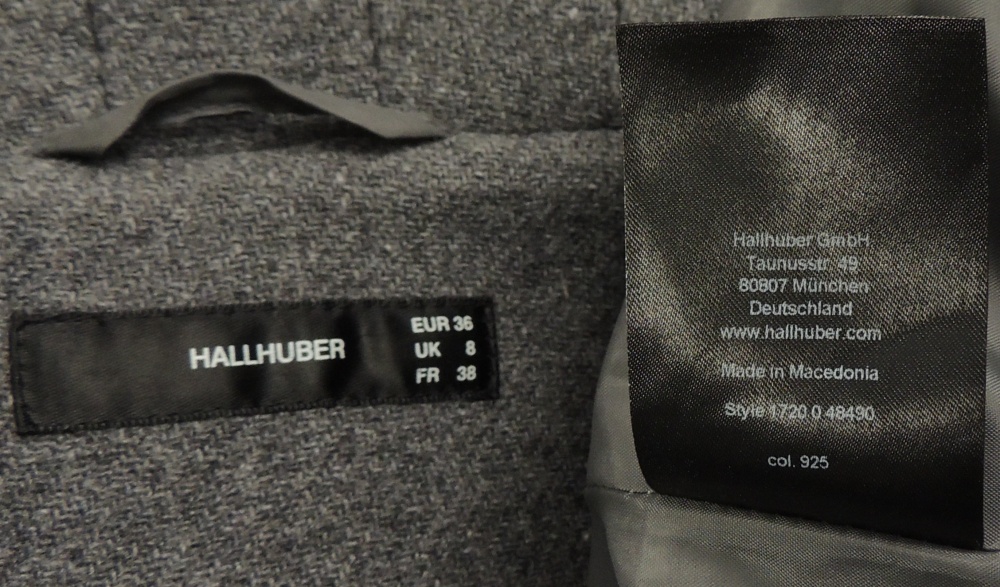 HALLHUBER
EUR 36
UK 8
FR 38
Hallhuber GmbH
Taunusstr 49
80807 München
Deutschland
www.hallhuber.com
Made in Macedonia
Style 1720 0 48490
col. 925